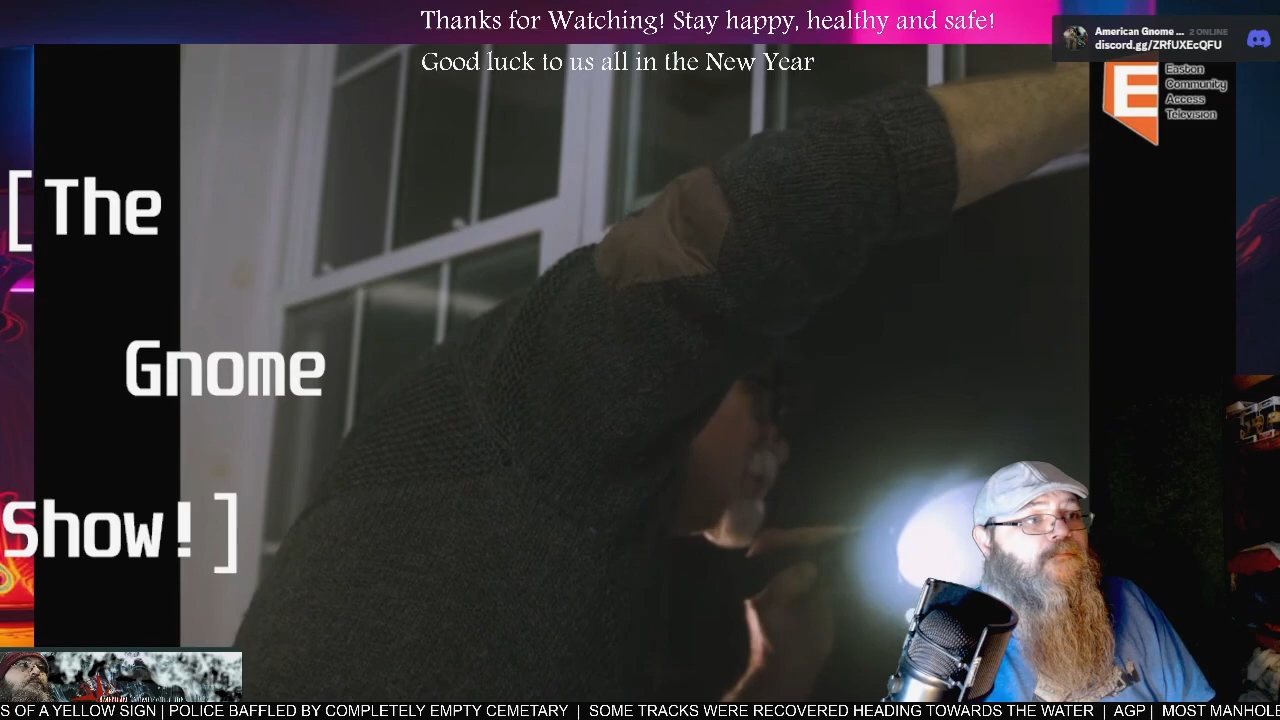 Thanks for Watching! Stay happy, healthy and safe!
Good luck to us all in the New Year
American Gnome ... 2 ONLINE
discord.gg/ZRfUXEcQFU
E
Easton
Community
Access
Television
[The
Gnome
Show!]
S OF A YELLOW SIGN | POLICE BAFFLED BY COMPLETELY EMPTY CEMETARY | SOME TRACKS WERE RECOVERED HEADING TOWARDS THE WATER | AGP | MOST MANHOLE